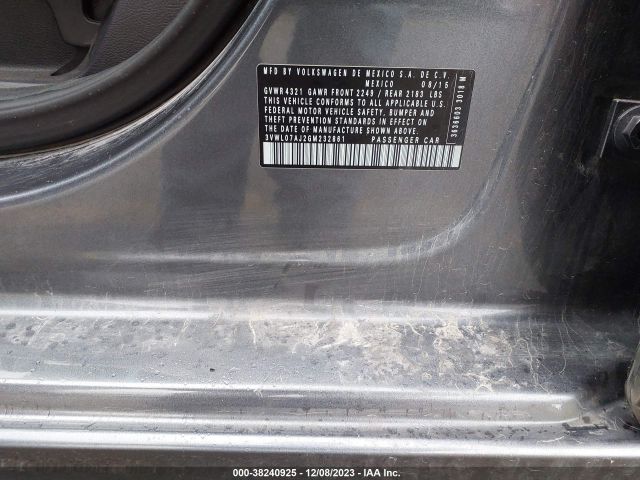 MFD BY VOLKSWAGEN DE MEXICO S.A. DE C.V.
MEXICO 08/15
GVWR 4321 GAWR FRONT 2249 / REAR 2183 LBS
THIS VEHICLE CONFORMS TO ALL APPLICABLE U.S.
FEDERAL MOTOR VEHICLE SAFETY, BUMPER AND
THEFT PREVENTION STANDARDS IN EFFECT ON THE
DATE OF MANUFACTURE SHOWN ABOVE.
3VWL07AJ2GM232861 PASSENGER CAR
3636603 3018 M
000-38240925 - 12/08/2023 - IAA Inc.